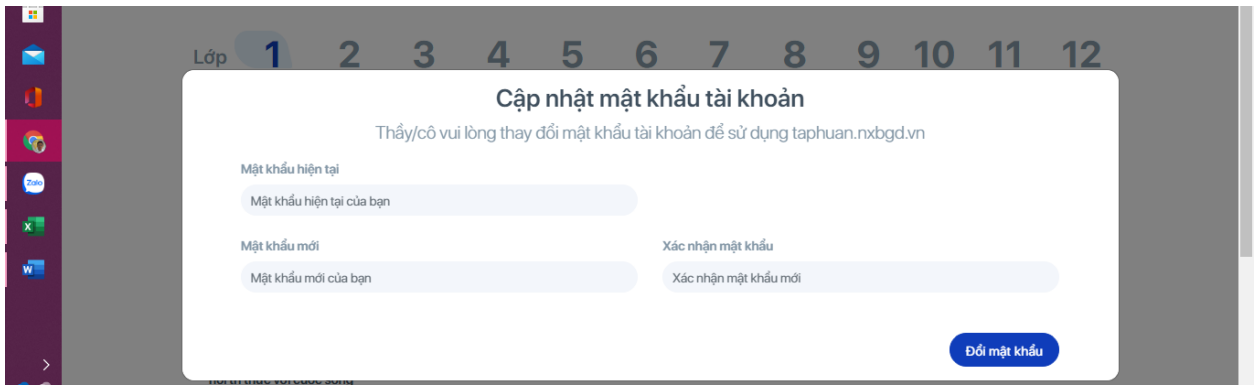 Lớp 1 2 3 4 5 6 7 8 9 10 11 12
Cập nhật mật khẩu tài khoản
Thầy/cô vui lòng thay đổi mật khẩu tài khoản để sử dụng taphuan.nxbgd.vn
Mật khẩu hiện tại
Mật khẩu hiện tại của bạn
Mật khẩu mới
Xác nhận mật khẩu
Mật khẩu mới của bạn
Xác nhận mật khẩu mới
Đổi mật khẩu
Zalo